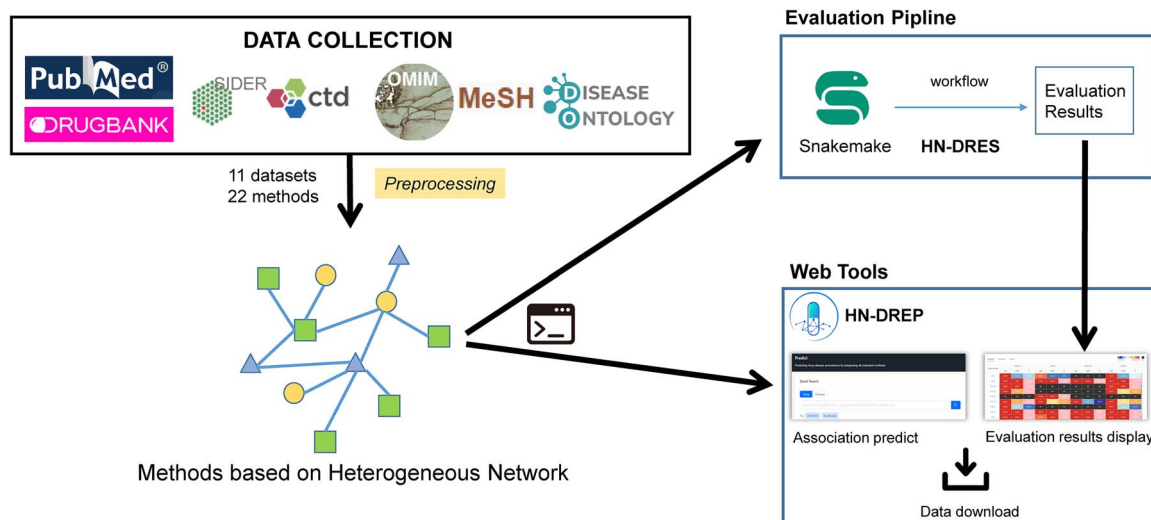 DATA COLLECTION
PubMed®
DRUGBANK
SIDER
ctd
OMIM
MeSH
DISEASE
ONTOLOGY
11 datasets
22 methods
Preprocessing
Methods based on Heterogeneous Network
Evaluation Pipline
workflow
Snakemake
HN-DRES
Evaluation
Results
Web Tools
HN-DREP
Predict
Quick Search
Association predict
Evaluation results display
Data download